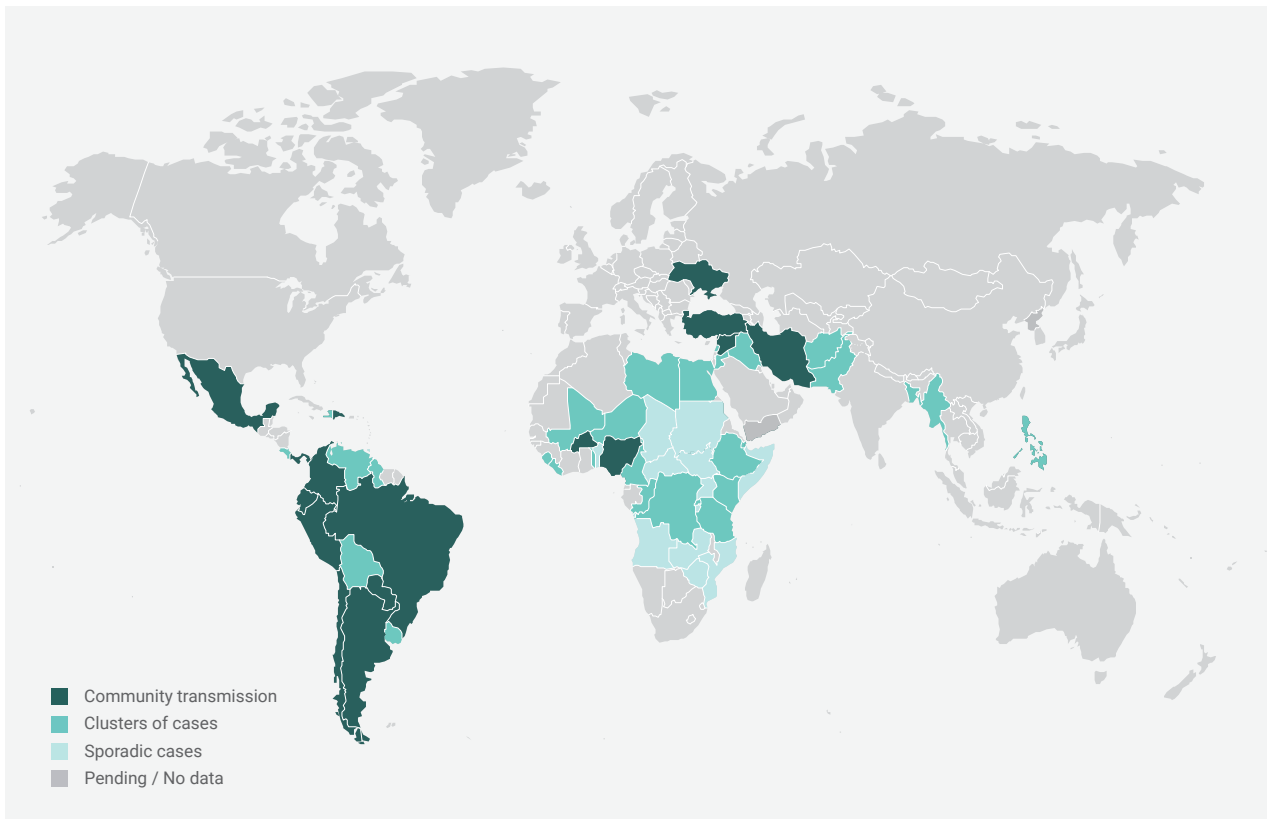 Community transmission
Clusters of cases
Sporadic cases
Pending / No data